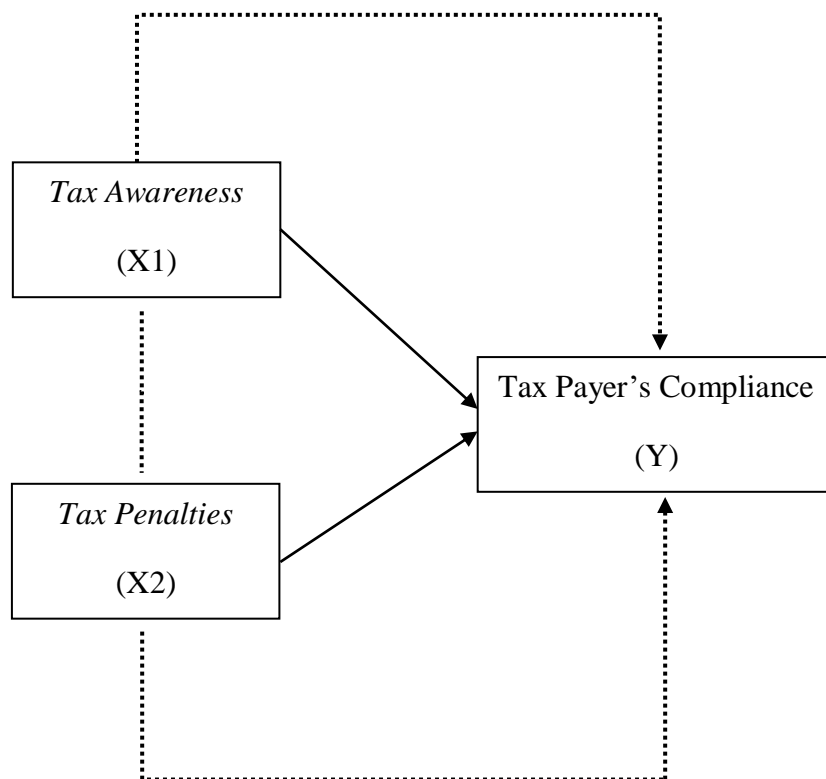 Tax Awareness
(X1)
Tax Payer’s Compliance
(Y)
Tax Penalties
(X2)